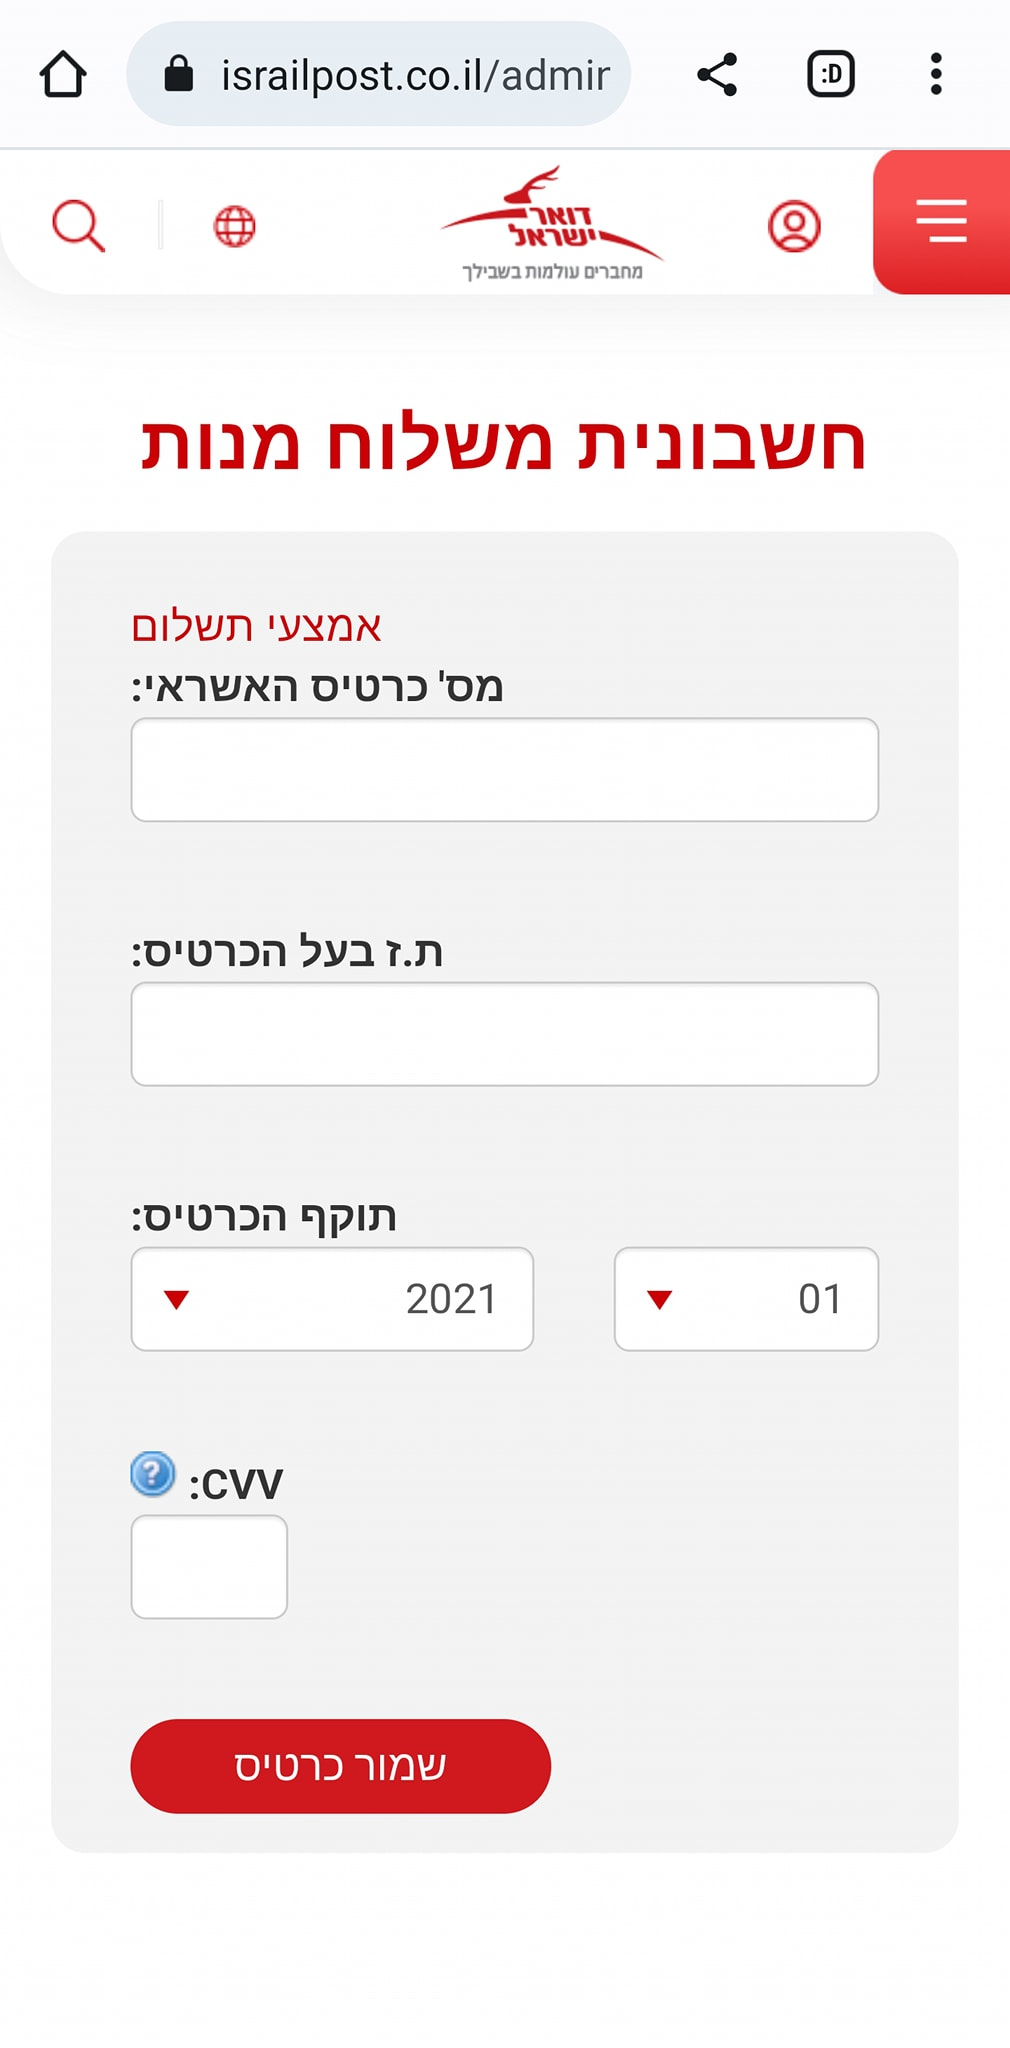 israilpost.co.il/admir
:D
דואר
ישראל
מחברים עולמות בשבילך
חשבונית משלוח מנות
אמצעי תשלום
מס' כרטיס האשראי:
ת.ז בעל הכרטיס:
תוקף הכרטיס:
01
2021
CVV:
?
שמור כרטיס